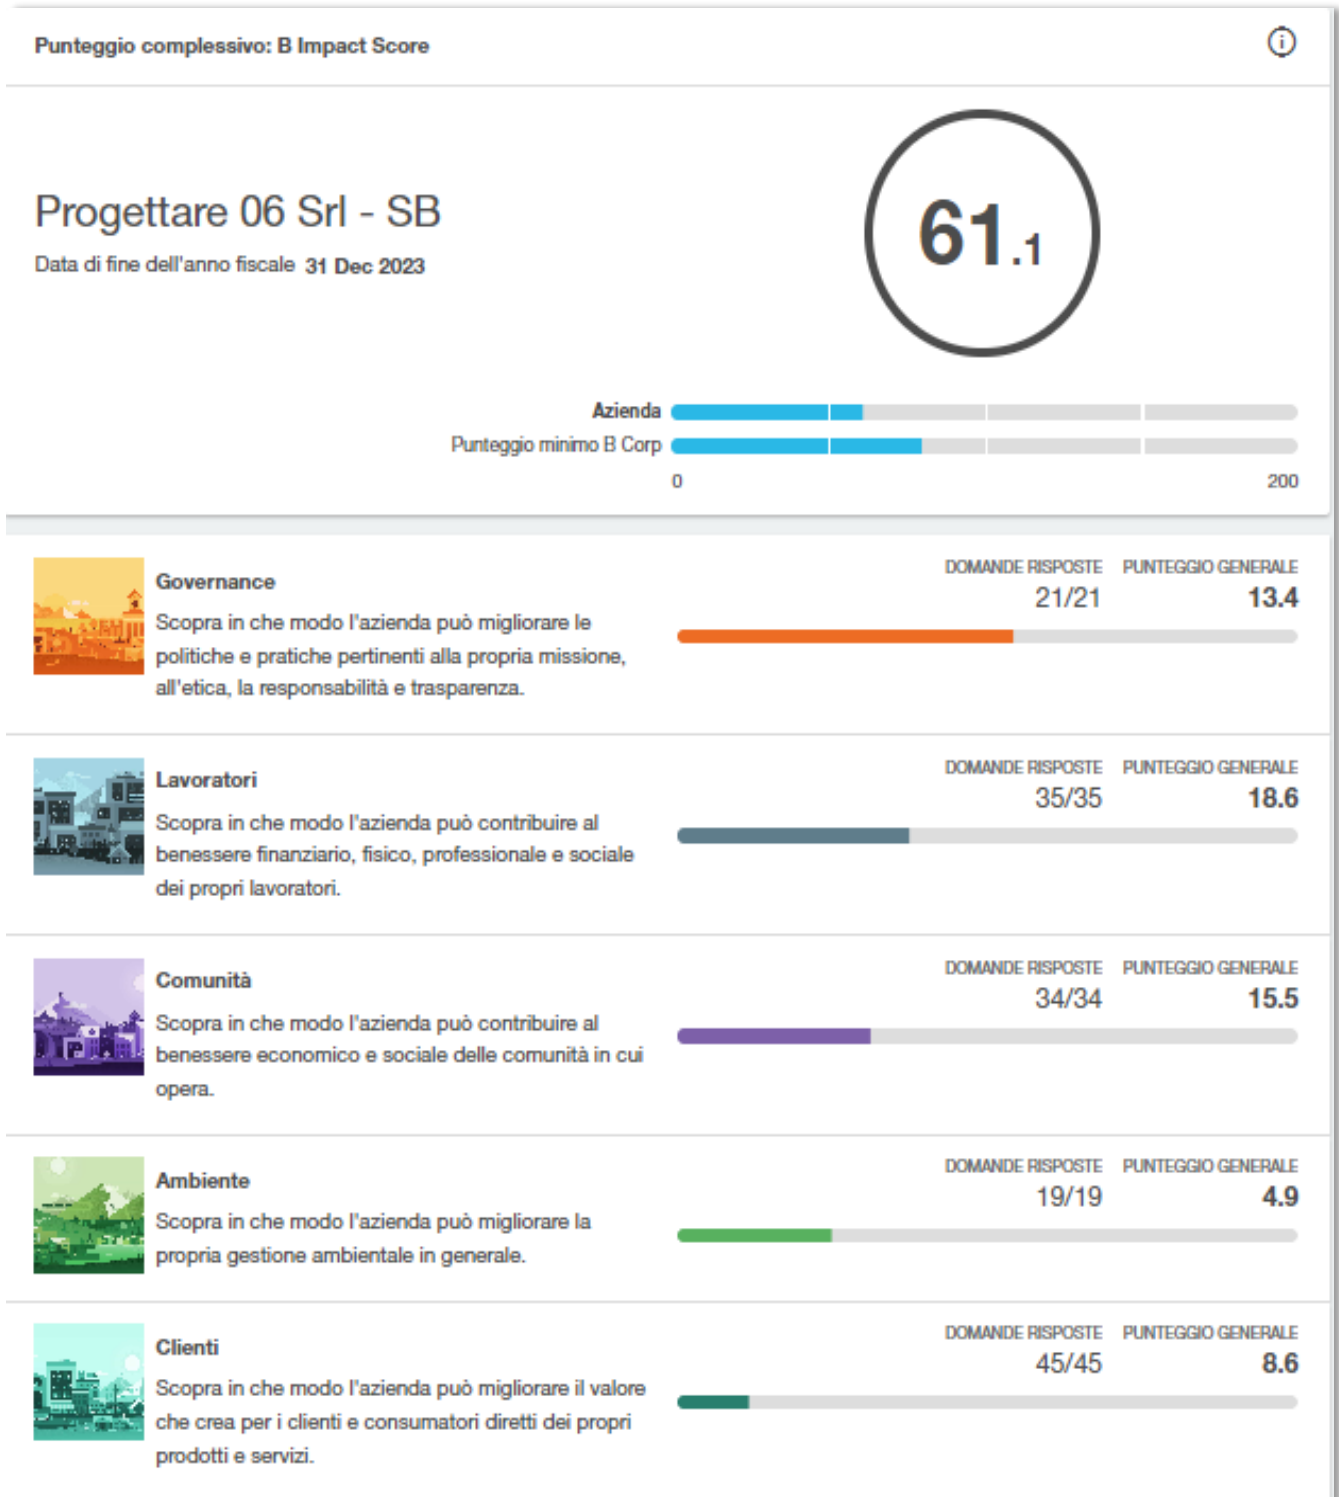 Punteggio complessivo: B Impact Score
Progettare 06 Srl - SB
Data di fine dell'anno fiscale 31 Dec 2023
61.1
Azienda
Punteggio minimo B Corp
0 200
Governance
Scopra in che modo l'azienda può migliorare le
politiche e pratiche pertinenti alla propria missione,
all'etica, la responsabilità e trasparenza.
DOMANDE RISPOSTE PUNTEGGIO GENERALE
21/21 13.4
Lavoratori
Scopra in che modo l'azienda può contribuire al
benessere finanziario, fisico, professionale e sociale
dei propri lavoratori.
DOMANDE RISPOSTE PUNTEGGIO GENERALE
35/35 18.6
Comunità
Scopra in che modo l'azienda può contribuire al
benessere economico e sociale delle comunità in cui
opera.
DOMANDE RISPOSTE PUNTEGGIO GENERALE
34/34 15.5
Ambiente
Scopra in che modo l'azienda può migliorare la
propria gestione ambientale in generale.
DOMANDE RISPOSTE PUNTEGGIO GENERALE
19/19 4.9
Clienti
Scopra in che modo l'azienda può migliorare il valore
che crea per i clienti e consumatori diretti dei propri
prodotti e servizi.
DOMANDE RISPOSTE PUNTEGGIO GENERALE
45/45 8.6